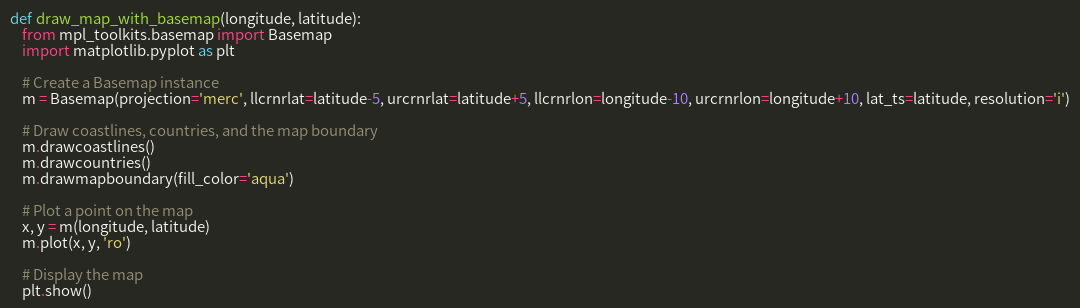 def draw_map_with_basemap(longitude, latitude):
from mpl_toolkits.basemap import Basemap
import matplotlib.pyplot as plt
# Create a Basemap instance
m = Basemap(projection='merc', llcrnrlat=latitude-5, urcrnrlat=latitude+5, llcrnrlon=longitude-10, urcrnrlon=longitude+10, lat_ts=latitude, resolution='i')
# Draw coastlines, countries, and the map boundary
m.drawcoastlines()
m.drawcountries()
m.drawmapboundary(fill_color='aqua')
# Plot a point on the map
x, y = m(longitude, latitude)
m.plot(x, y, 'ro')
# Display the map
plt.show()